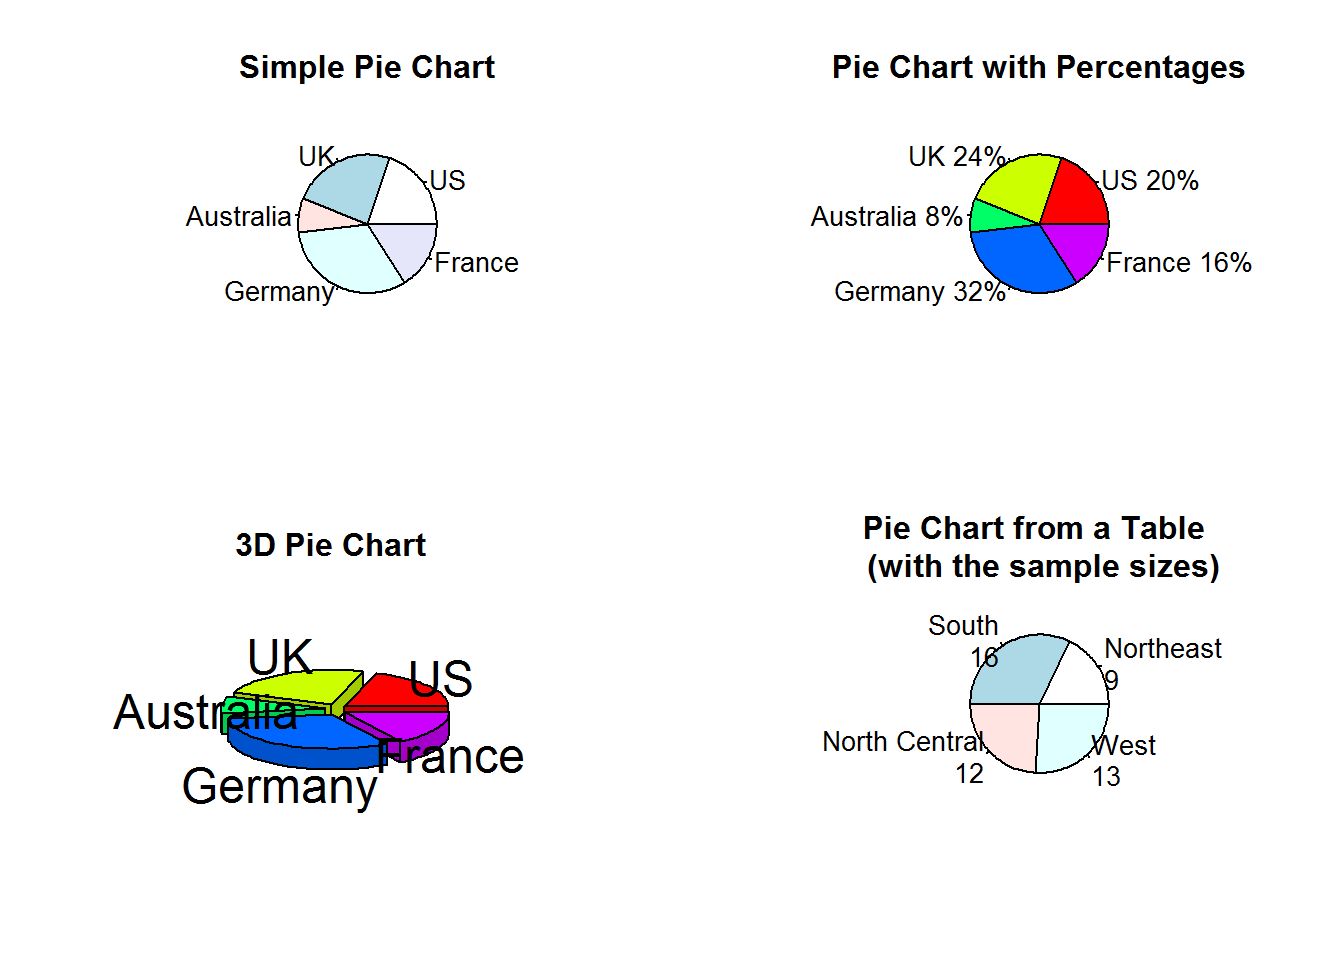 Simple Pie Chart
UK
US
Australia
France
Germany
Pie Chart with Percentages
UK 24%
US 20%
Australia 8%
France 16%
Germany 32%
3D Pie Chart
UK
US
Australia
France
Germany
Pie Chart from a Table
(with the sample sizes)
South
16
Northeast
9
North Central
12
West
13